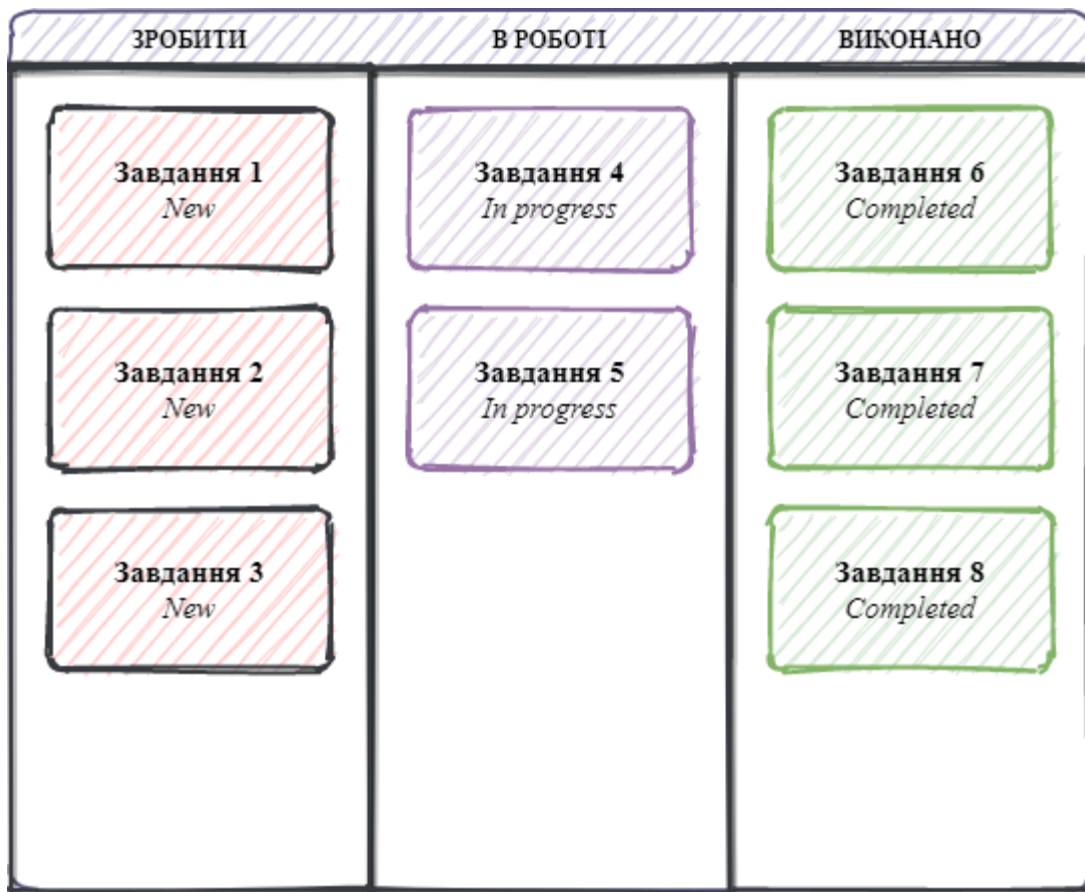 ЗРОБИТИ
В РОБОТІ
ВИКОНАНО
Завдання 1
New
Завдання 2
New
Завдання 3
New
Завдання 4
In progress
Завдання 5
In progress
Завдання 6
Completed
Завдання 7
Completed
Завдання 8
Completed